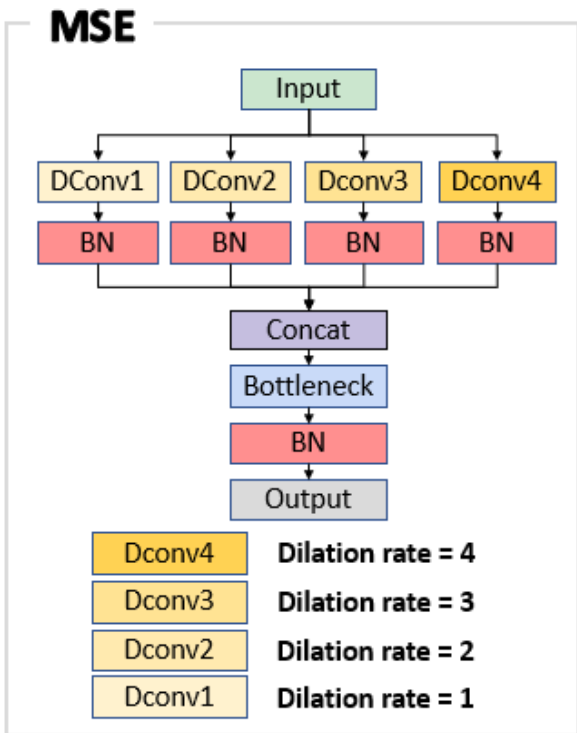 MSE
Input
DConv1 DConv2 Dconv3 Dconv4
BN BN BN BN
Concat
Bottleneck
BN
Output
Dconv4 Dilation rate = 4
Dconv3 Dilation rate = 3
Dconv2 Dilation rate = 2
Dconv1 Dilation rate = 1